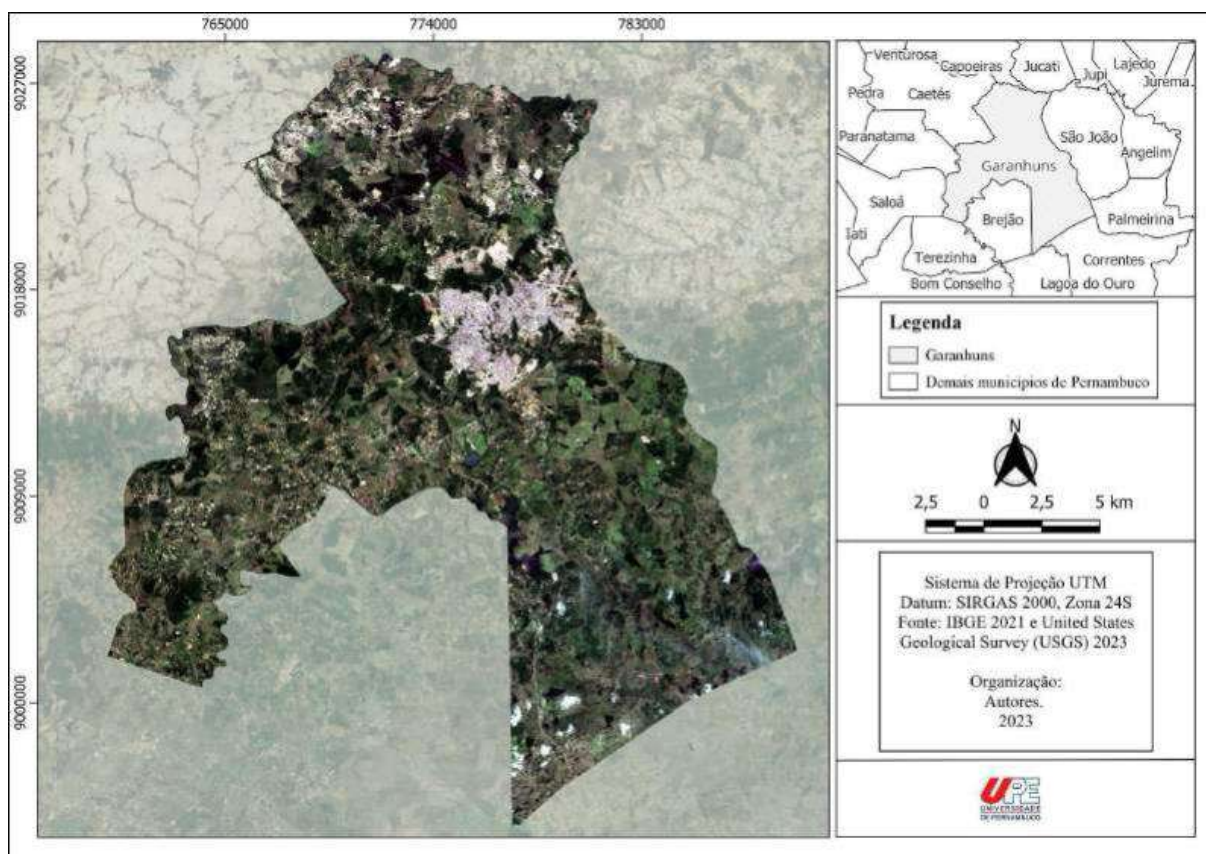 765000
774000
783000
9027000
9018000
9009000
9000000
Venturosa
Capoeiras
Jucati
Lajedo
Jupi
Jurema
Pedra
Caetés
Paranatama
São João
Angelim
Garanhuns
Saloá
Brejão
Palmeirina
Iati
Terezinha
Correntes
Bom Conselho
Lagoa do Ouro
Legenda
Garanhuns
Demais municípios de Pernambuco
N
2,5 0 2,5 5 km
Sistema de Projeção UTM
Datum: SIRGAS 2000, Zona 24S
Fonte: IBGE 2021 e United States
Geological Survey (USGS) 2023
Organização:
Autores.
2023
UPE
UNIVERSIDADE
DE PERNAMBUCO